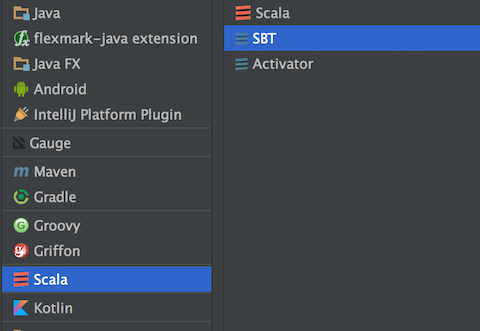 Java
flexmark-java extension
Java FX
Android
IntelliJ Platform Plugin
Gauge
Maven
Gradle
Groovy
Griffon
Scala
Kotlin
Scala
SBT
Activator